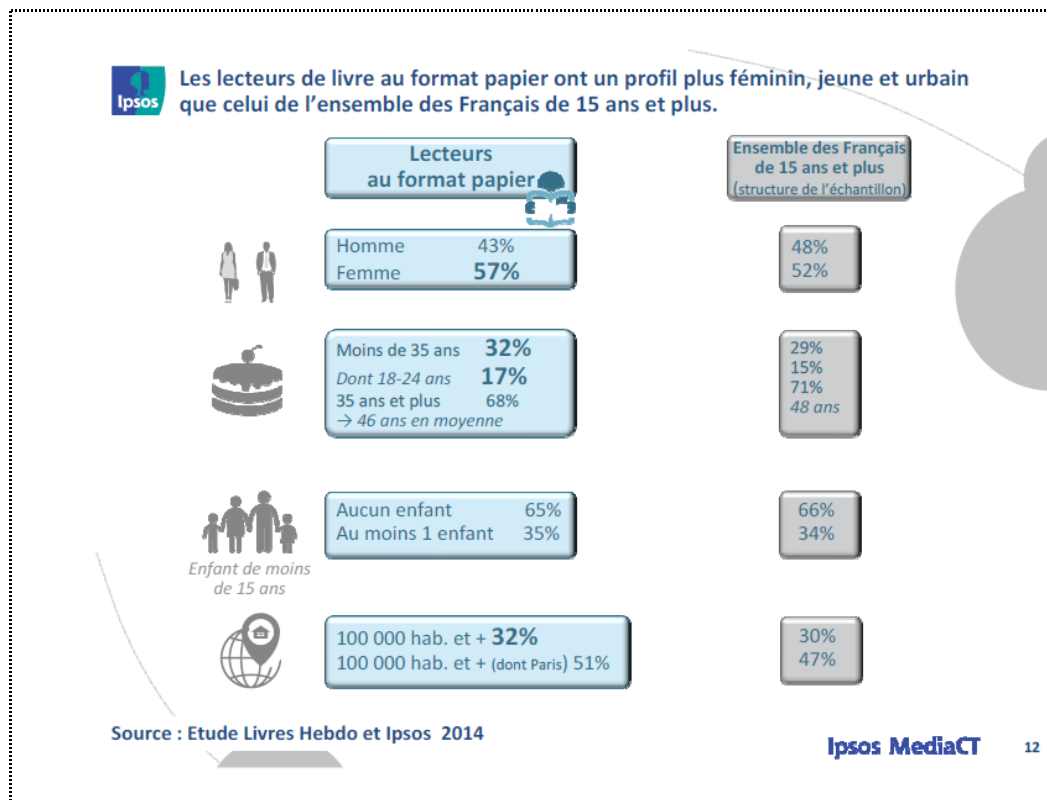 Ipsos
Les lecteurs de livre au format papier ont un profil plus féminin, jeune et urbain
que celui de l'ensemble des Français de 15 ans et plus.
Lecteurs
au format papier
Ensemble des Français
de 15 ans et plus
(structure de l'échantillon)
Homme 43%
Femme 57%
48%
52%
Moins de 35 ans 32%
Dont 18-24 ans 17%
35 ans et plus 68%
→ 46 ans en moyenne
29%
15%
71%
48 ans
Enfant de moins
de 15 ans
Aucun enfant 65%
Au moins 1 enfant 35%
66%
34%
100 000 hab. et + 32%
100 000 hab. et + (dont Paris) 51%
30%
47%
Source : Etude Livres Hebdo et Ipsos 2014
Ipsos MediaCT
12